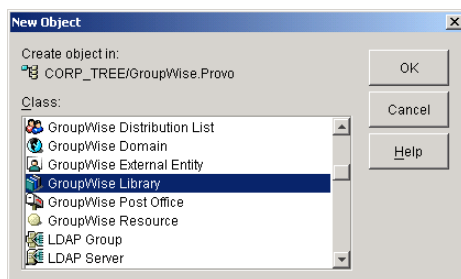 New Object
Create object in:
CORP_TREE/GroupWise.Provo
Class:
GroupWise Distribution List
GroupWise Domain
GroupWise External Entity
GroupWise Library
GroupWise Post Office
GroupWise Resource
LDAP Group
LDAP Server
OK
Cancel
Help